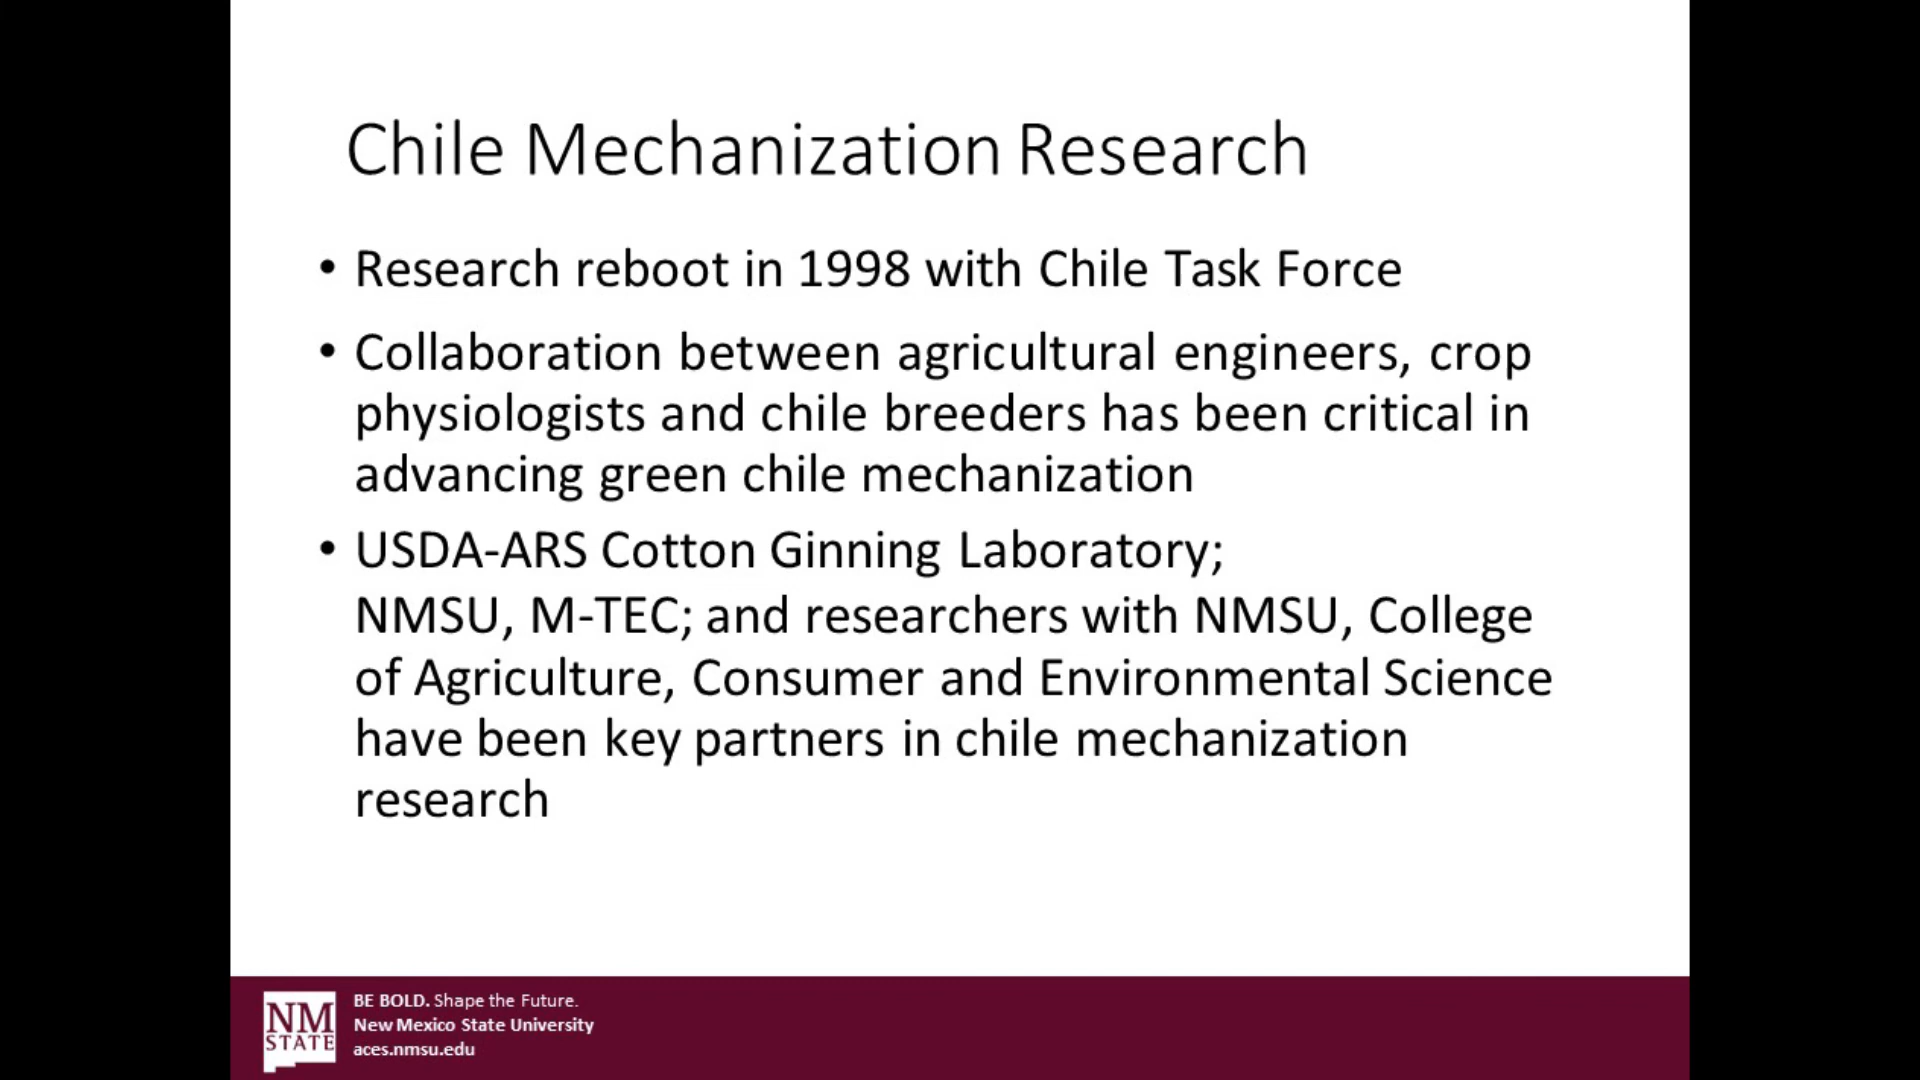 Chile Mechanization Research
• Research reboot in 1998 with Chile Task Force
• Collaboration between agricultural engineers, crop
physiologists and chile breeders has been critical in
advancing green chile mechanization
• USDA-ARS Cotton Ginning Laboratory;
NMSU, M-TEC; and researchers with NMSU, College
of Agriculture, Consumer and Environmental Science
have been key partners in chile mechanization
research
NM
STATE
BE BOLD. Shape the Future.
New Mexico State University
aces.nmsu.edu